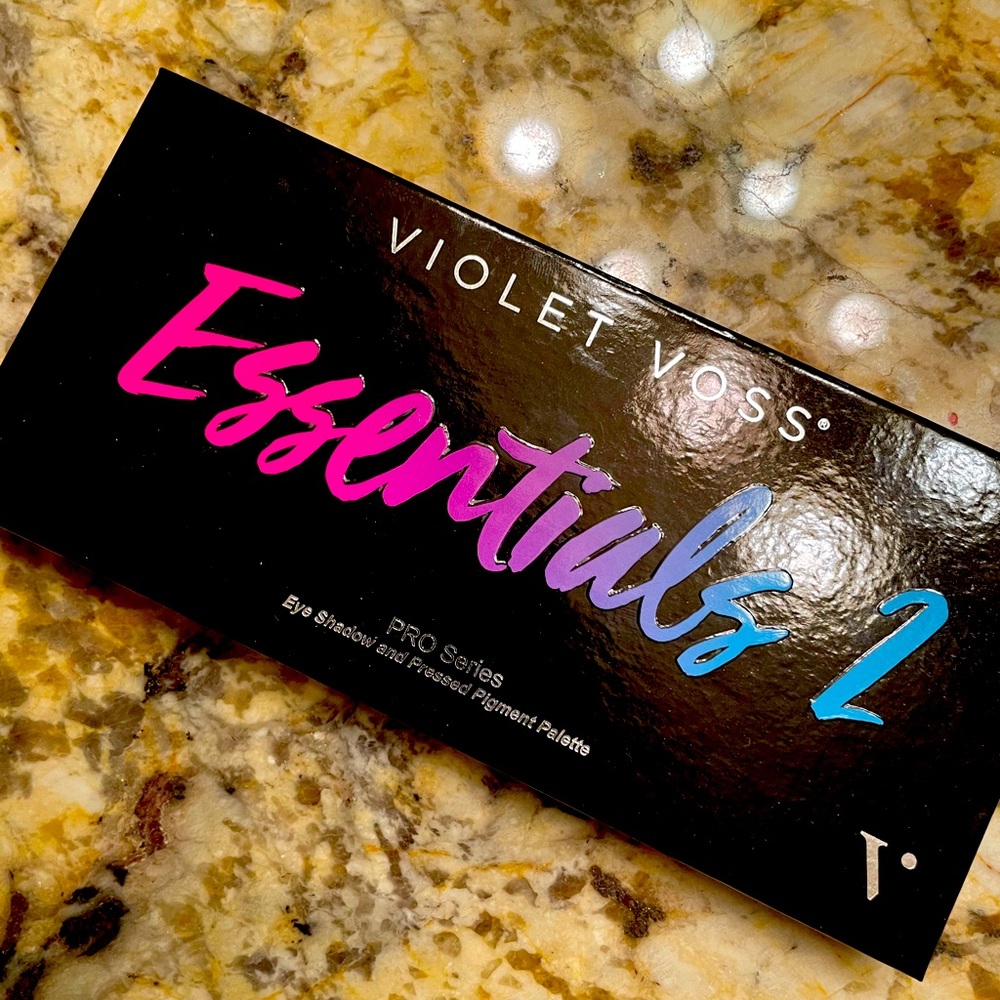 VIOLET VOSS®
Essentials 2
PRO Series
Eye Shadow and Pressed Pigment Palette
V